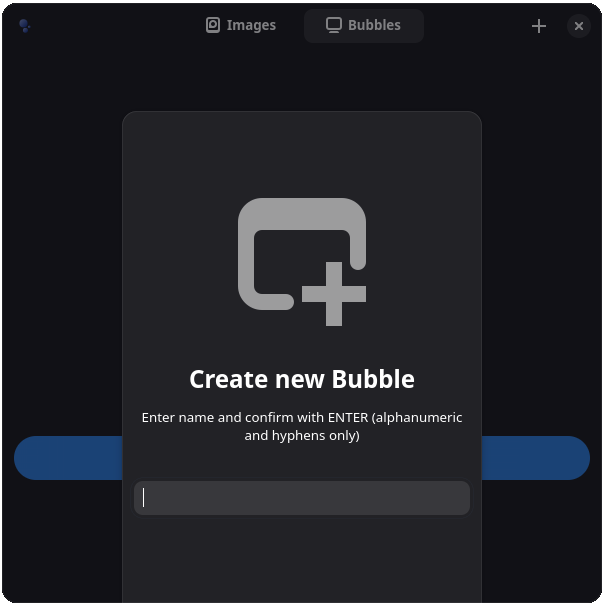 Images
Bubbles
Create new Bubble
Enter name and confirm with ENTER (alphanumeric
and hyphens only)